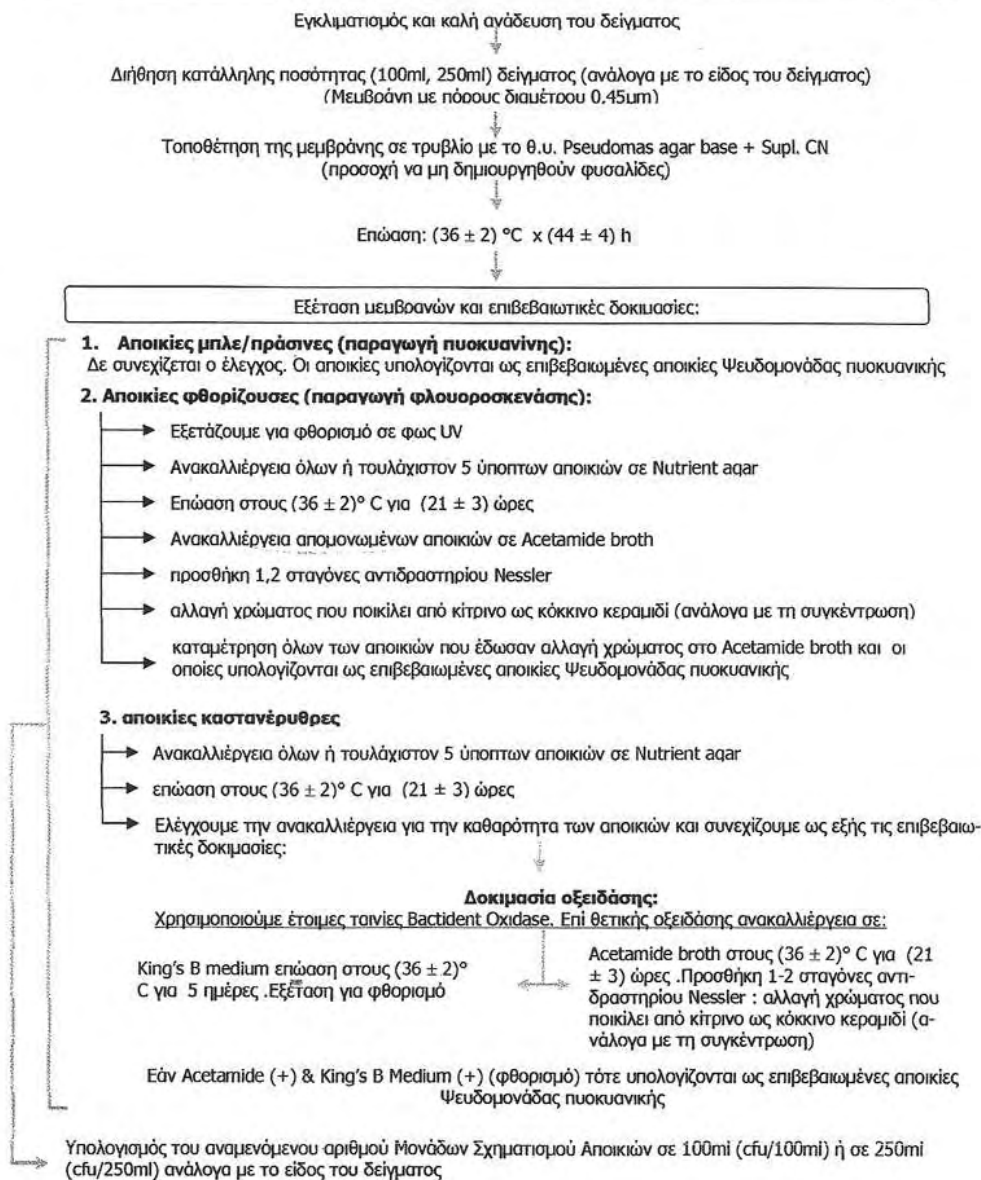 Εγκλιματισμός και καλή ανάδευση του δείγματος
Διήθηση κατάλληλης ποσότητας (100ml, 250ml) δείγματος (ανάλογα με το είδος του δείγματος)
(Μεμβράνη με πόρους διαμέτρου 0,45um)
Τοποθέτηση της μεμβράνης σε τρυβλίο με το θ.υ. Pseudomas agar base + Supl. CN
(προσοχή να μη δημιουργηθούν φυσαλίδες)
Επώαση: (36 ± 2) °C x (44 ± 4) h
Εξέταση μεμβρανών και επιβεβαιωτικές δοκιμασίες:
1. Αποικίες μπλε/πράσινες (παραγωγή πυοκυανίνης):
Δε συνεχίζεται ο έλεγχος. Οι αποικίες υπολογίζονται ως επιβεβαιωμένες αποικίες Ψευδομονάδας πυοκυανικής
2. Αποικίες φθορίζουσες (παραγωγή φλουοροσκενάσης):
Εξετάζουμε για φθορισμό σε φως UV
Ανακαλλιέργεια όλων ή τουλάχιστον 5 ύποπτων αποικιών σε Nutrient agar
Επώαση στους (36 ± 2)° C για (21 ± 3) ώρες
Ανακαλλιέργεια απομονωμένων αποικιών σε Acetamide broth
προσθήκη 1,2 σταγόνες αντιδραστηρίου Nessler
αλλαγή χρώματος που ποικίλει από κίτρινο ως κόκκινο κεραμιδί (ανάλογα με τη συγκέντρωση)
καταμέτρηση όλων των αποικιών που έδωσαν αλλαγή χρώματος στο Acetamide broth και οι
οποίες υπολογίζονται ως επιβεβαιωμένες αποικίες Ψευδομονάδας πυοκυανικής
3. αποικίες καστανέρυθρες
Ανακαλλιέργεια όλων ή τουλάχιστον 5 ύποπτων αποικιών σε Nutrient agar
επώαση στους (36 ± 2)° C για (21 ± 3) ώρες
Ελέγχουμε την ανακαλλιέργεια για την καθαρότητα των αποικιών και συνεχίζουμε ως εξής τις επιβεβαιω-
τικές δοκιμασίες:
Δοκιμασία οξειδάσης:
Χρησιμοποιούμε έτοιμες ταινίες Bactident Oxidase. Επί θετικής οξειδάσης ανακαλλιέργεια σε:
King's B medium επώαση στους (36 ± 2)°
C για 5 ημέρες .Εξέταση για φθορισμό
Acetamide broth στους (36 ± 2)° C για (21
± 3) ώρες .Προσθήκη 1-2 σταγόνες αντι-
δραστηρίου Nessler : αλλαγή χρώματος που
ποικίλει από κίτρινο ως κόκκινο κεραμιδί (α-
νάλογα με τη συγκέντρωση)
Εάν Acetamide (+) & King's B Medium (+) (φθορισμό) τότε υπολογίζονται ως επιβεβαιωμένες αποικίες
Ψευδομονάδας πυοκυανικής
Υπολογισμός του αναμενόμενου αριθμού Μονάδων Σχηματισμού Αποικιών σε 100mi (cfu/100mi) ή σε 250mi
(cfu/250ml) ανάλογα με το είδος του δείγματος